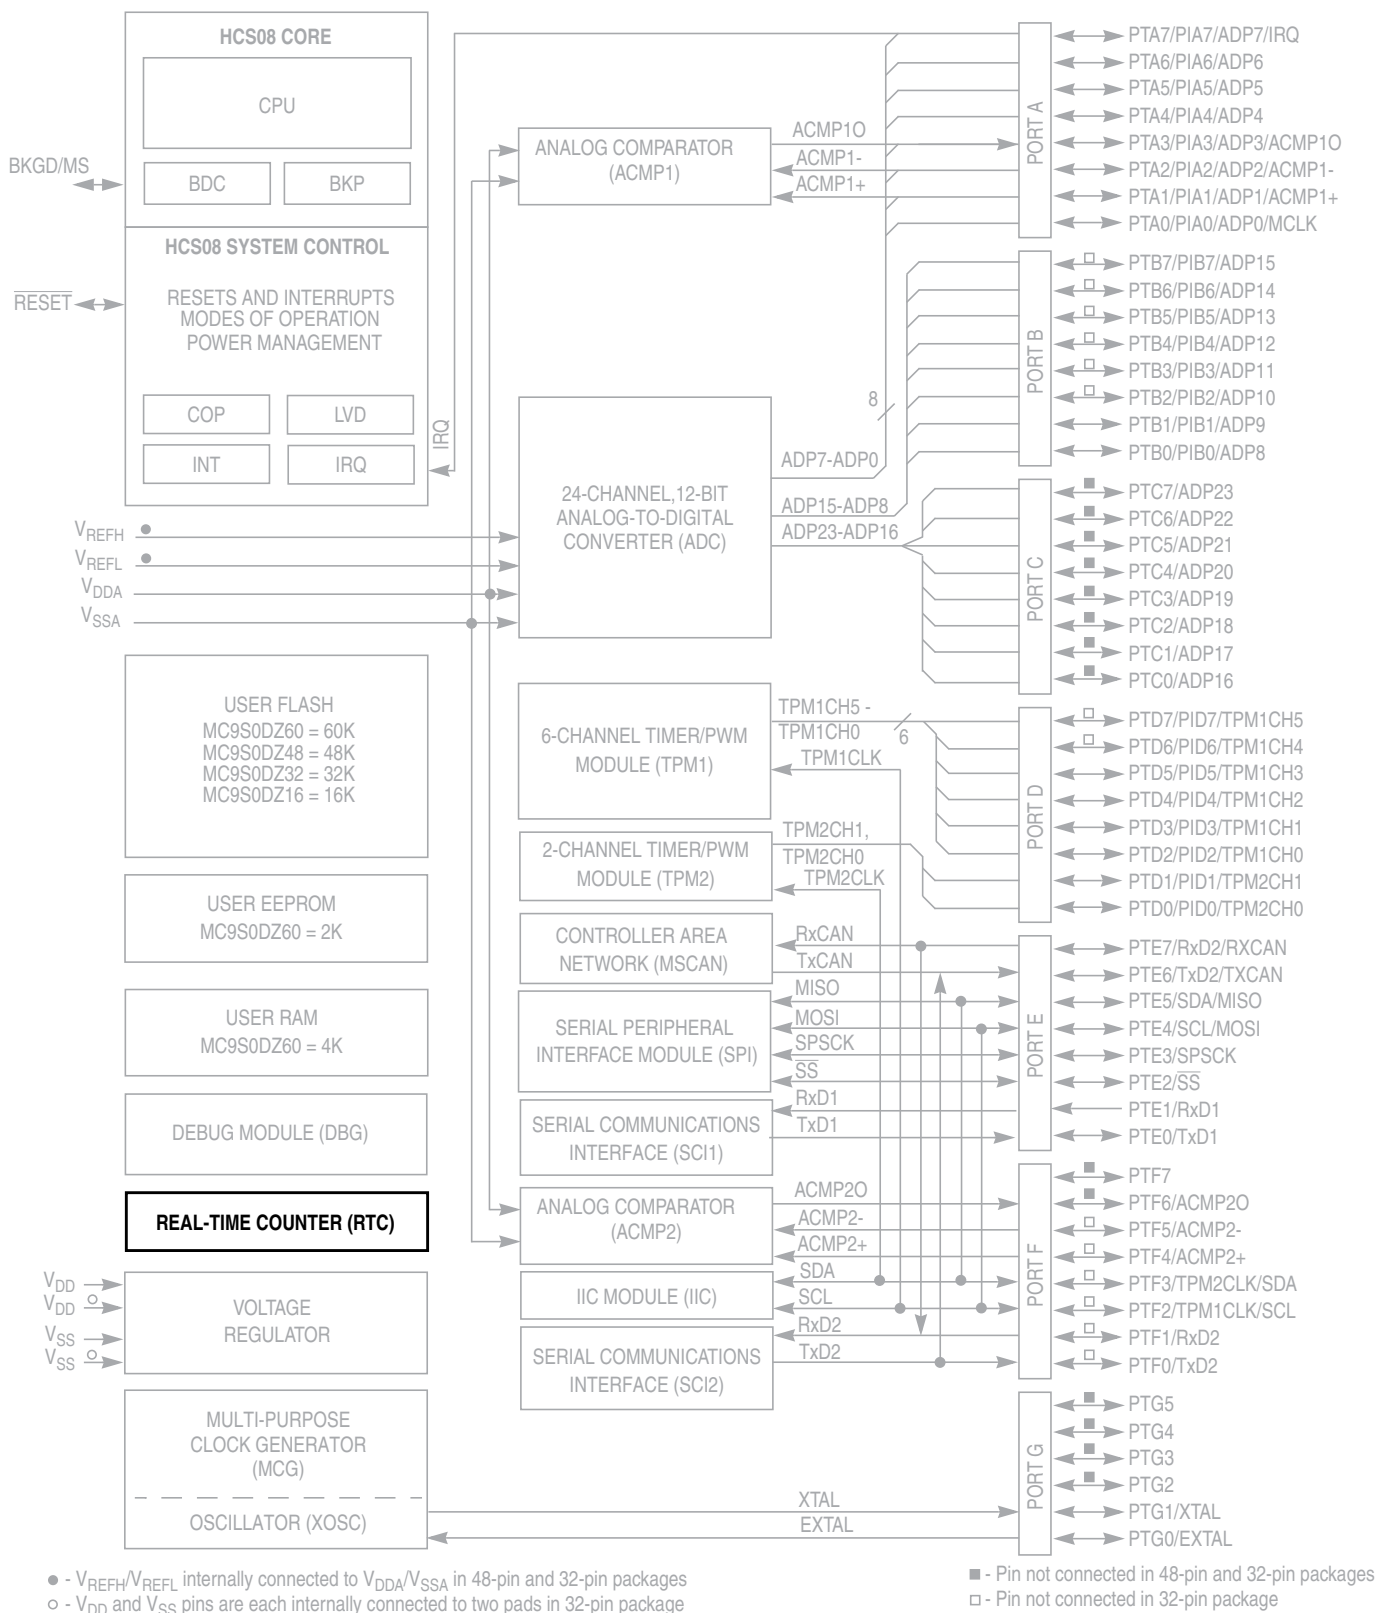 HCS08 CORE
CPU
BDC
BKP
BKGD/MS
HCS08 SYSTEM CONTROL
RESETS AND INTERRUPTS
MODES OF OPERATION
POWER MANAGEMENT
COP
LVD
INT
IRQ
RESET
IRQ
VREFH
VREFL
VDDA
VSSA
USER FLASH
MC9S0DZ60 = 60K
MC9S0DZ48 = 48K
MC9S0DZ32 = 32K
MC9S0DZ16 = 16K
USER EEPROM
MC9S0DZ60 = 2K
USER RAM
MC9S0DZ60 = 4K
DEBUG MODULE (DBG)
REAL-TIME COUNTER (RTC)
VDD
VDD
VSS
VSS
VOLTAGE
REGULATOR
MULTI-PURPOSE
CLOCK GENERATOR
(MCG)
OSCILLATOR (XOSC)
ANALOG COMPARATOR
(ACMP1)
ACMP1O
ACMP1-
ACMP1+
24-CHANNEL,12-BIT
ANALOG-TO-DIGITAL
CONVERTER (ADC)
8
ADP7-ADP0
ADP15-ADP8
ADP23-ADP16
6-CHANNEL TIMER/PWM
MODULE (TPM1)
TPM1CH5 -
TPM1CH0
6
TPM1CLK
2-CHANNEL TIMER/PWM
MODULE (TPM2)
TPM2CH1,
TPM2CH0
TPM2CLK
CONTROLLER AREA
NETWORK (MSCAN)
RxCAN
TxCAN
SERIAL PERIPHERAL
INTERFACE MODULE (SPI)
MISO
MOSI
SPSCK
SS
SERIAL COMMUNICATIONS
INTERFACE (SCI1)
RxD1
TxD1
ANALOG COMPARATOR
(ACMP2)
ACMP2O
ACMP2-
ACMP2+
IIC MODULE (IIC)
SDA
SCL
SERIAL COMMUNICATIONS
INTERFACE (SCI2)
RxD2
TxD2
XTAL
EXTAL
PORT A
PTA7/PIA7/ADP7/IRQ
PTA6/PIA6/ADP6
PTA5/PIA5/ADP5
PTA4/PIA4/ADP4
PTA3/PIA3/ADP3/ACMP1O
PTA2/PIA2/ADP2/ACMP1-
PTA1/PIA1/ADP1/ACMP1+
PTA0/PIA0/ADP0/MCLK
PORT B
PTB7/PIB7/ADP15
PTB6/PIB6/ADP14
PTB5/PIB5/ADP13
PTB4/PIB4/ADP12
PTB3/PIB3/ADP11
PTB2/PIB2/ADP10
PTB1/PIB1/ADP9
PTB0/PIB0/ADP8
PORT C
PTC7/ADP23
PTC6/ADP22
PTC5/ADP21
PTC4/ADP20
PTC3/ADP19
PTC2/ADP18
PTC1/ADP17
PTC0/ADP16
PORT D
PTD7/PID7/TPM1CH5
PTD6/PID6/TPM1CH4
PTD5/PID5/TPM1CH3
PTD4/PID4/TPM1CH2
PTD3/PID3/TPM1CH1
PTD2/PID2/TPM1CH0
PTD1/PID1/TPM2CH1
PTD0/PID0/TPM2CH0
PORT E
PTE7/RxD2/RXCAN
PTE6/TxD2/TXCAN
PTE5/SDA/MISO
PTE4/SCL/MOSI
PTE3/SPSCK
PTE2/SS
PTE1/RxD1
PTE0/TxD1
PORT F
PTF7
PTF6/ACMP2O
PTF5/ACMP2-
PTF4/ACMP2+
PTF3/TPM2CLK/SDA
PTF2/TPM1CLK/SCL
PTF1/RxD2
PTF0/TxD2
PORT G
PTG5
PTG4
PTG3
PTG2
PTG1/XTAL
PTG0/EXTAL
● - VREFH/VREFL internally connected to VDDA/VSSA in 48-pin and 32-pin packages
○ - VDD and VSS pins are each internally connected to two pads in 32-pin package
■ - Pin not connected in 48-pin and 32-pin packages
□ - Pin not connected in 32-pin package